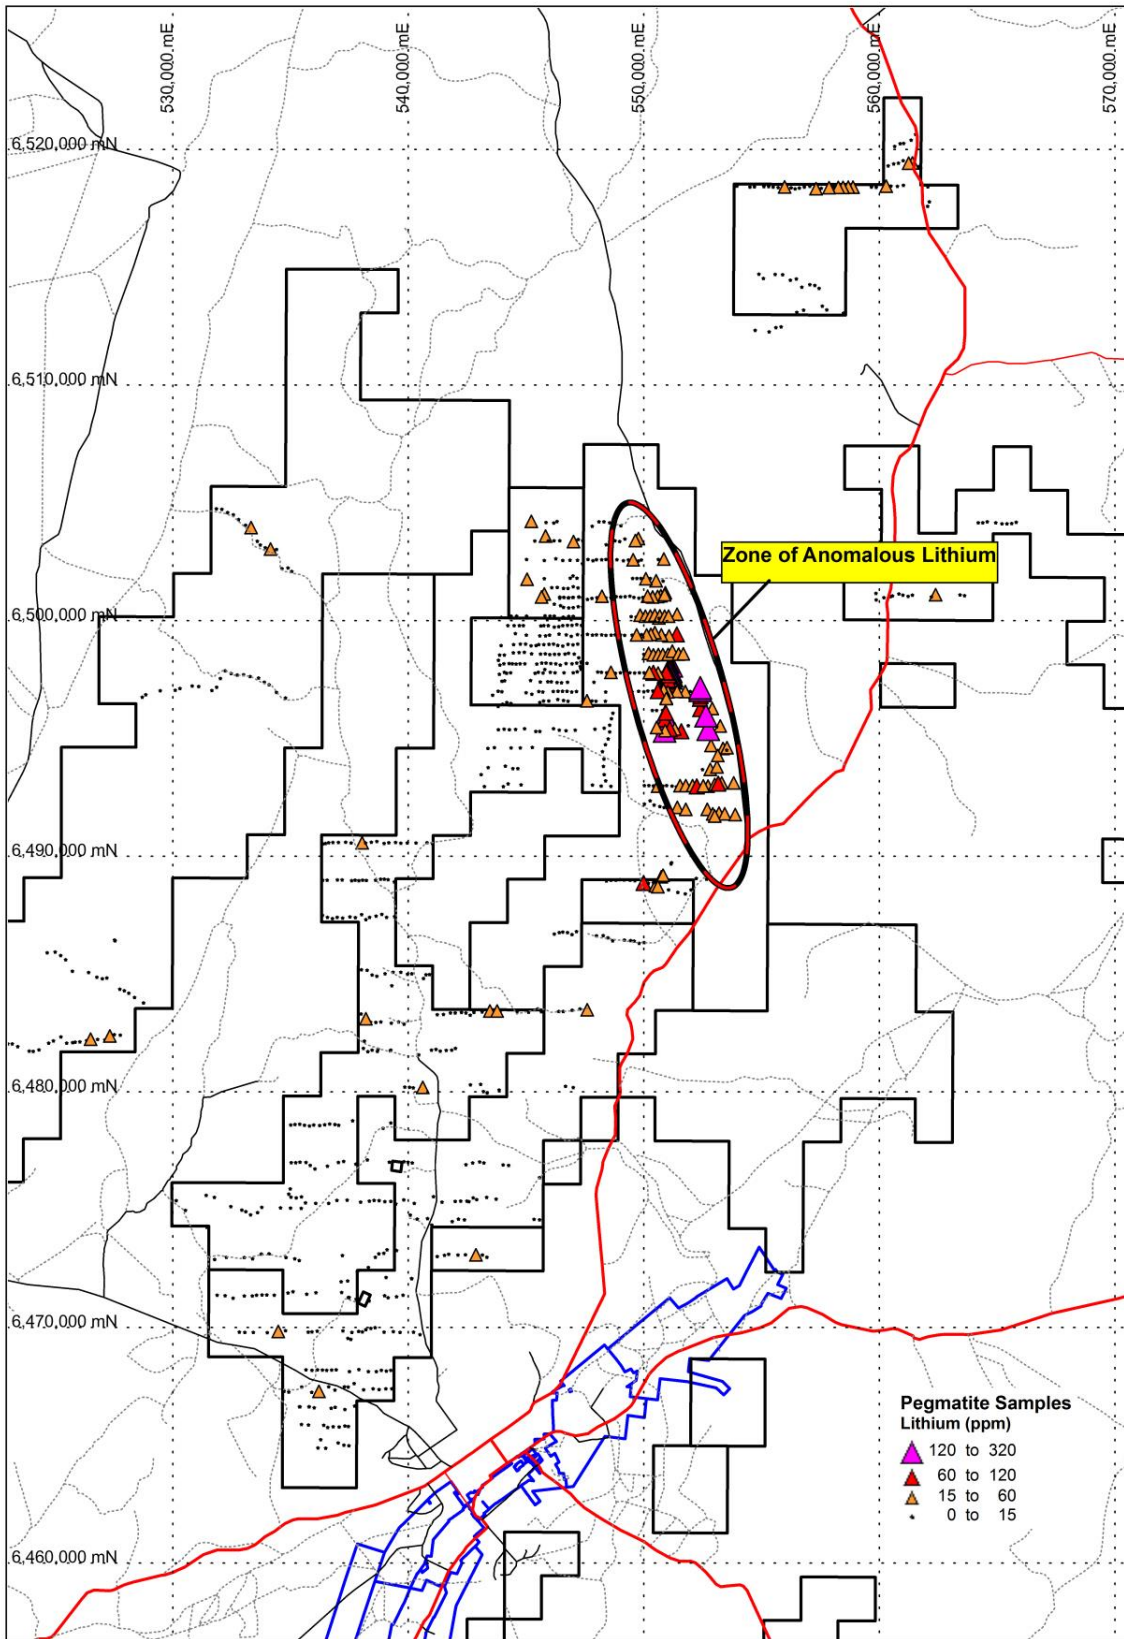 530,000.mE
540,000.mE
550,000.mE
560,000.mE
570,000.mE
6,520,000 mN
6,510,000 mN
Zone of Anomalous Lithium
6,500,000 mN
6,490,000 mN
6,480,000 mN
6,470,000 mN
Pegmatite Samples
Lithium (ppm)
120 to 320
60 to 120
15 to 60
0 to 15
6,460,000 mN